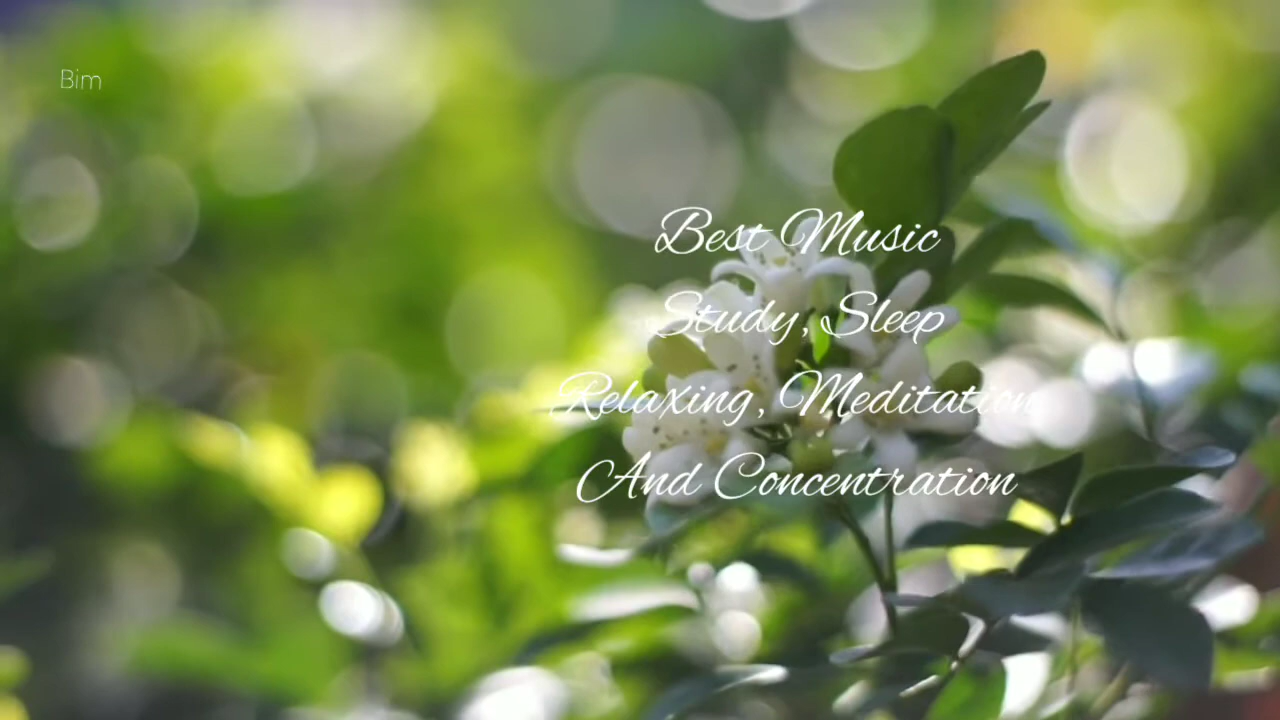 Bim
Best Music
Study, Sleep
Relaxing, Meditation
And Concentration